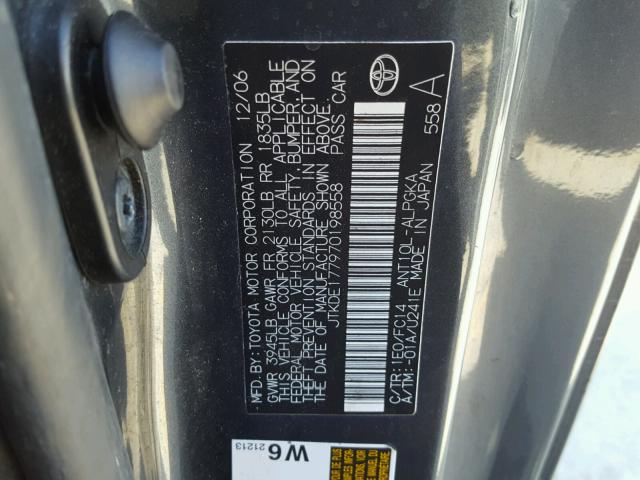 MFD. BY: TOYOTA MOTOR CORPORATION 12/06
GVWR 3945LB GAWR FR 2130LB RR 1835LB
THIS VEHICLE CONFORMS TO ALL APPLICABLE
FEDERAL MOTOR VEHICLE SAFETY, BUMPER, AND
THEFT PREVENTION STANDARDS IN EFFECT ON
THE DATE OF MANUFACTURE SHOWN ABOVE.
JTKDE177970198558 PASS CAR
C/TR: 1E0/FC14 ANT10L-ALPGKA 558 A
A/TM: -01A/U241E MADE IN JAPAN
W6
21213